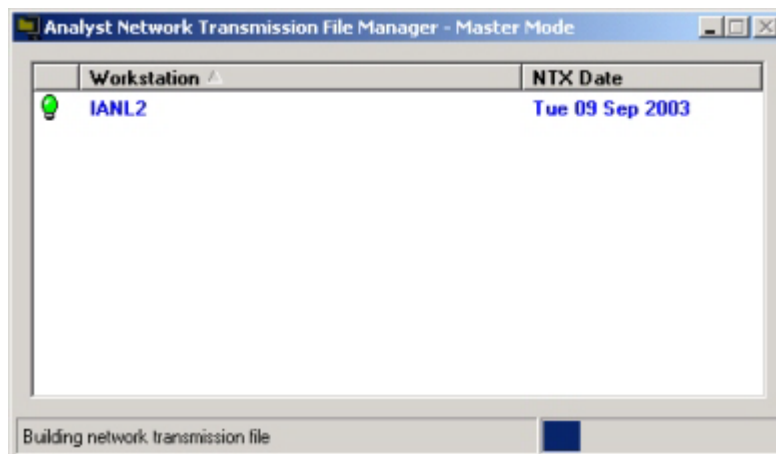 Analyst Network Transmission File Manager - Master Mode
Workstation NTX Date
IANL2 Tue 09 Sep 2003
Building network transmission file